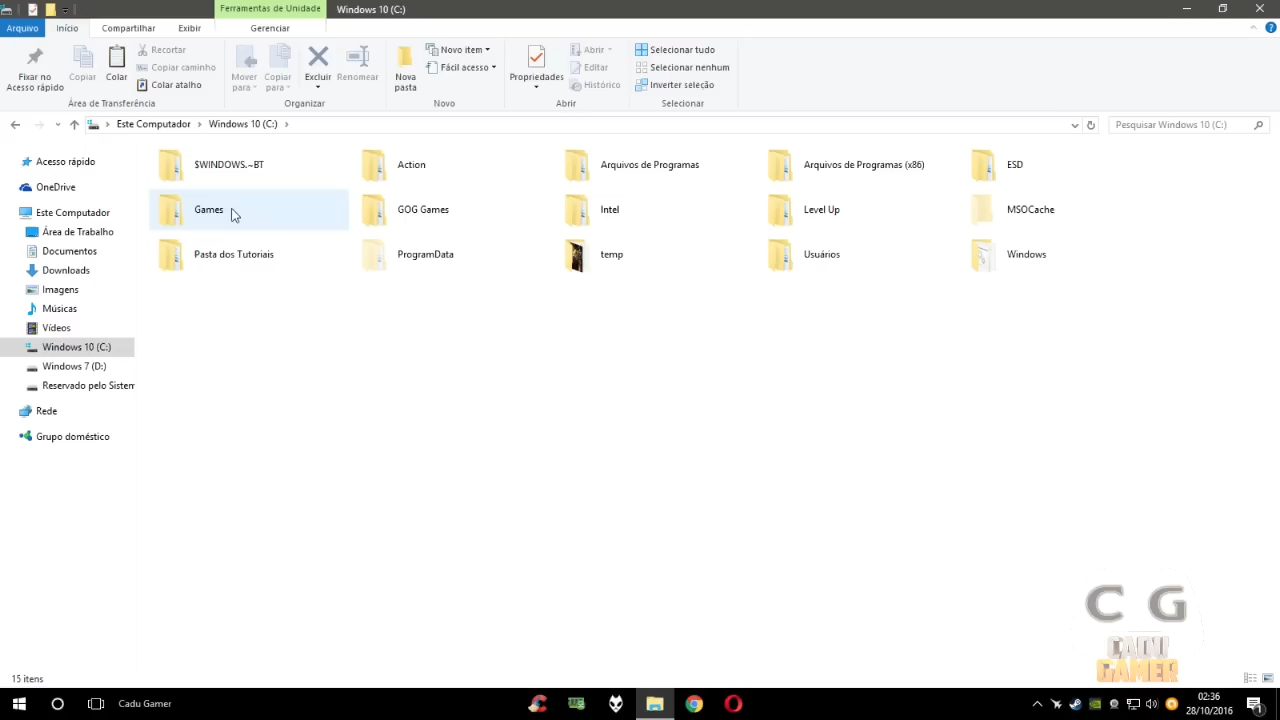 Ferramentas de Unidade
Windows 10 (C:)
Arquivo
Início
Compartilhar
Exibir
Gerenciar
Fixar no
Acesso rápido
Copiar
Colar
Recortar
Copiar caminho
Colar atalho
Área de Transferência
Mover
para
Copiar
para
Excluir
Renomear
Organizar
Nova
pasta
Novo item
Fácil acesso
Novo
Propriedades
Abrir
Editar
Histórico
Abrir
Selecionar tudo
Selecionar nenhum
Inverter seleção
Selecionar
Este Computador
Windows 10 (C:)
Pesquisar Windows 10 (C:)
Acesso rápido
OneDrive
Este Computador
Área de Trabalho
Documentos
Downloads
Imagens
Músicas
Vídeos
Windows 10 (C:)
Windows 7 (D:)
Reservado pelo Sistem
Rede
Grupo doméstico
$WINDOWS.~BT
Action
Arquivos de Programas
Arquivos de Programas (x86)
ESD
Games
GOG Games
Intel
Level Up
MSOCache
Pasta dos Tutoriais
ProgramData
temp
Usuários
Windows
C G
CADU
GAMER
15 itens
Cadu Gamer
02:36
28/10/2016